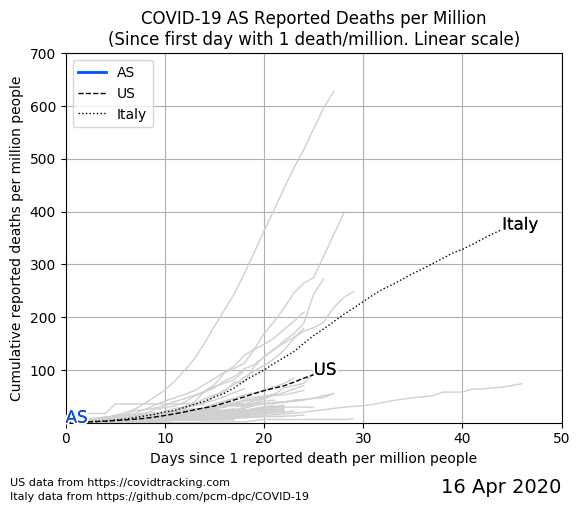 COVID-19 AS Reported Deaths per Million
(Since first day with 1 death/million. Linear scale)
700
600
500
400
300
200
100
AS
US
Italy
Italy
US
AS
0
10
20
30
40
50
Cumulative reported deaths per million people
Days since 1 reported death per million people
US data from https://covidtracking.com
Italy data from https://github.com/pcm-dpc/COVID-19
16 Apr 2020